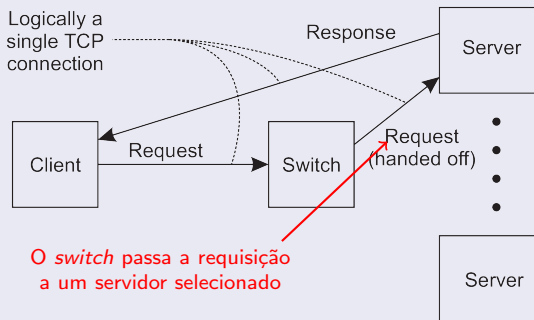 Logically a
single TCP
connection
Response
Server
Client
Request
Switch
Request
(handed off)
O switch passa a requisição
a um servidor selecionado
Server